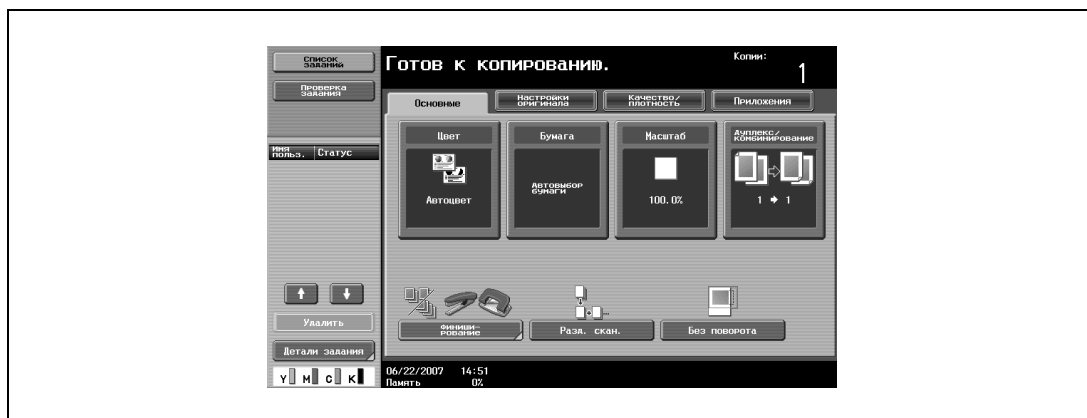 Список
заданий
Проверка
задания
Имя
польз.
Статус
Удалить
Детали задания
Y M C K
Готов к копированию.
Копии:
1
Основные
Настройки
оригинала
Качество/
плотность
Приложения
Цвет
Автоцвет
Бумага
Автовыбор
бумаги
Масштаб
100.0%
Дуплекс/
комбинирование
1 → 1
Финиши-
рование
Разд. скан.
Без поворота
06/22/2007 14:51
Память 0%